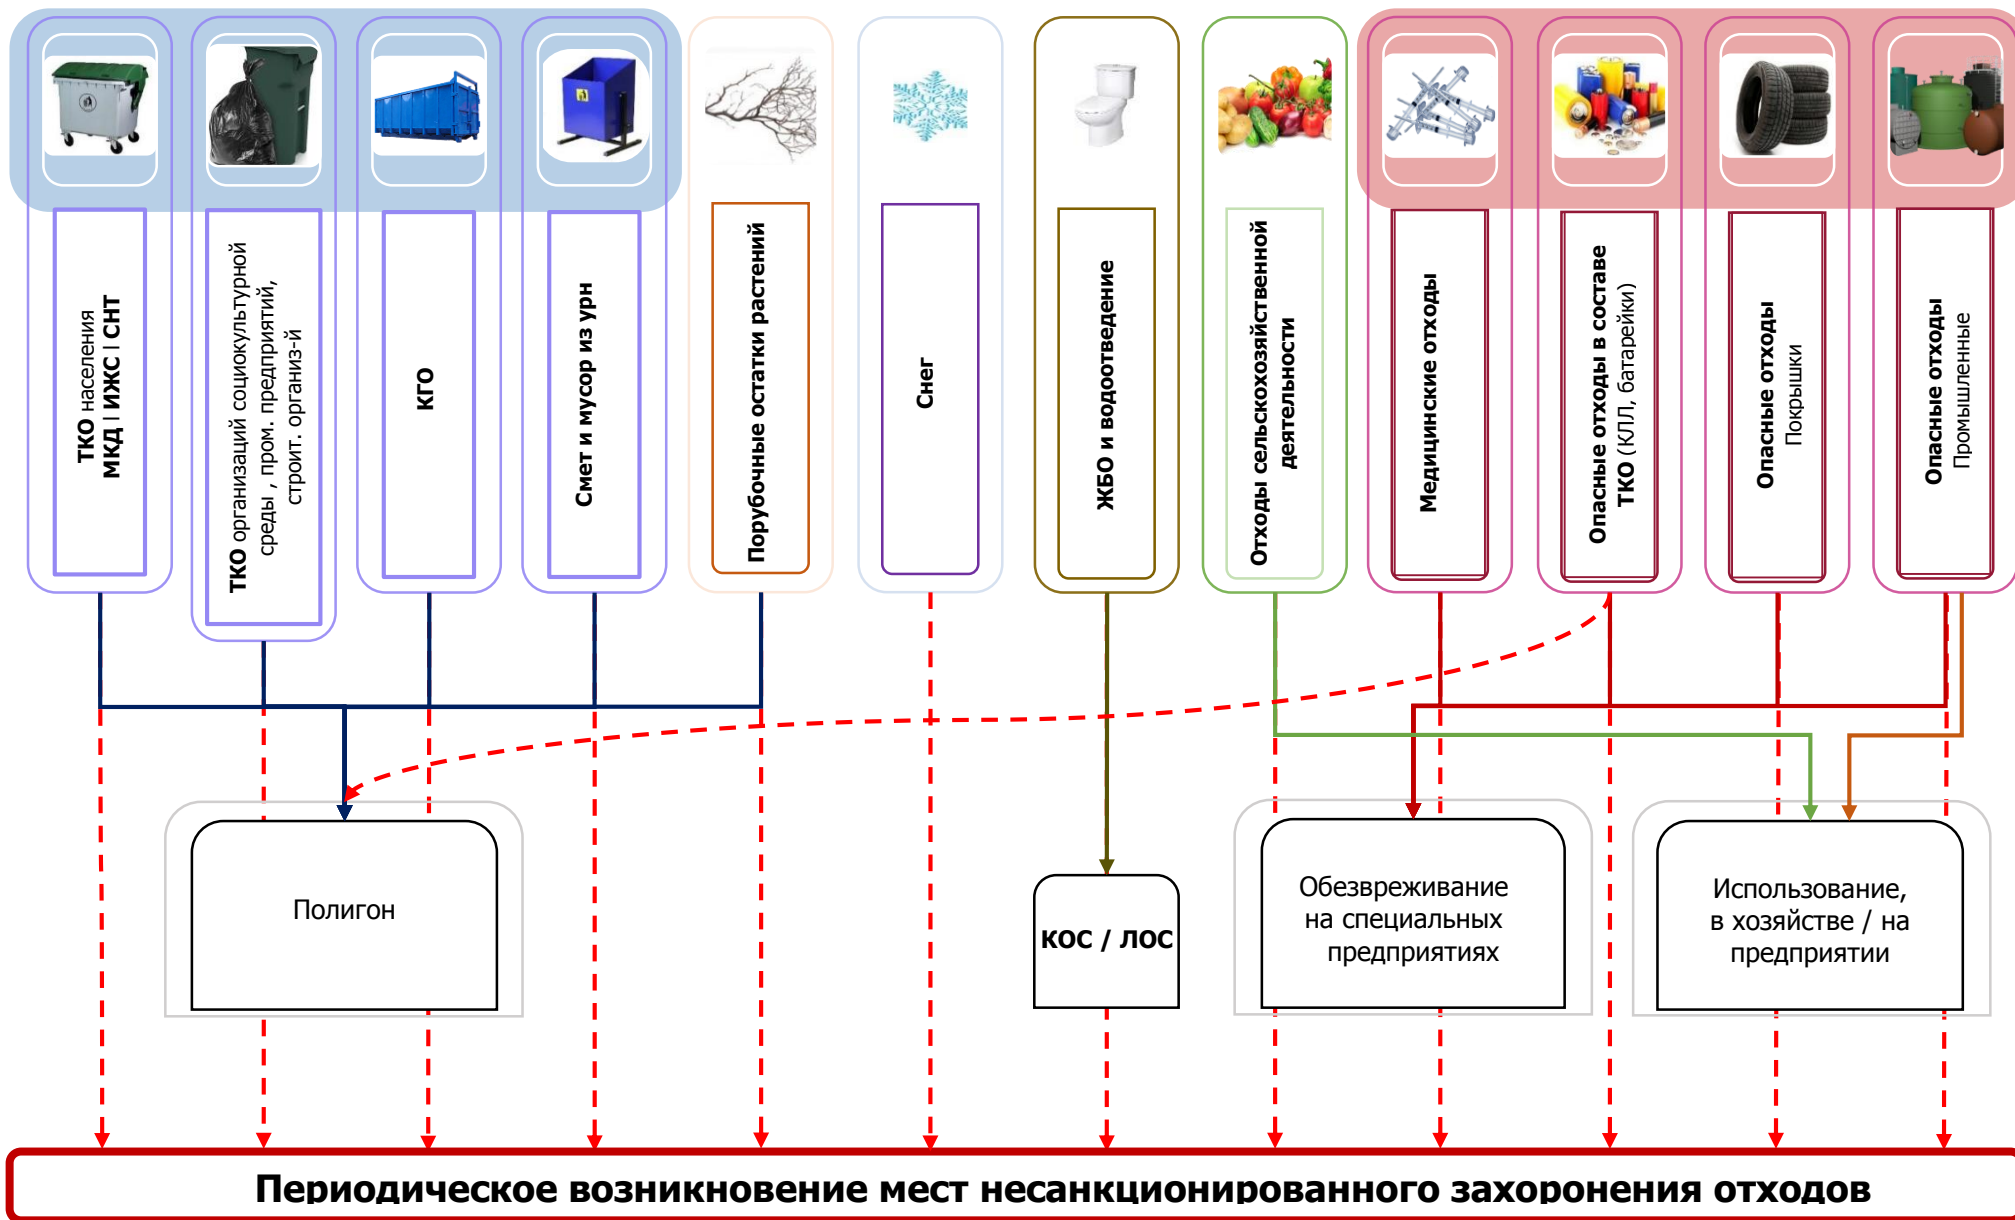 ТКО населения
МКД | ИЖС | СНТ
ТКО организаций социокультурной
среды , пром. предприятий,
строит. организ-й
КГО
Смет и мусор из урн
Порубочные остатки растений
Снег
ЖБО и водоотведение
Отходы сельскохозяйственной
деятельности
Медицинские отходы
Опасные отходы в составе
ТКО (КЛЛ, батарейки)
Опасные отходы
Покрышки
Опасные отходы
Промышленные
Полигон
КОС / ЛОС
Обезвреживание
на специальных
предприятиях
Использование,
в хозяйстве / на
предприятии
Периодическое возникновение мест несанкционированного захоронения отходов